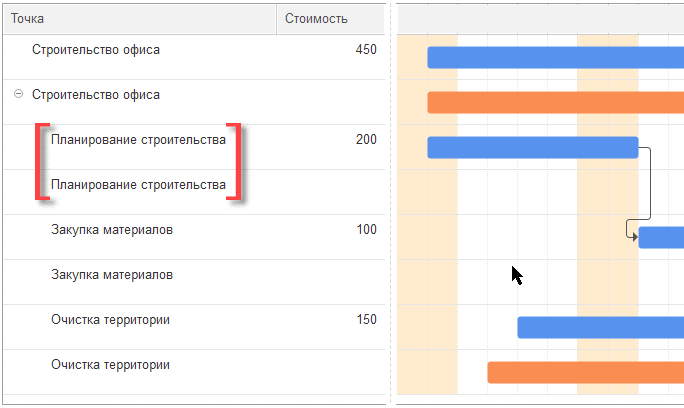 Точка Стоимость
Строительство офиса 450
Строительство офиса
Планирование строительства 200
Планирование строительства
Закупка материалов 100
Закупка материалов
Очистка территории 150
Очистка территории